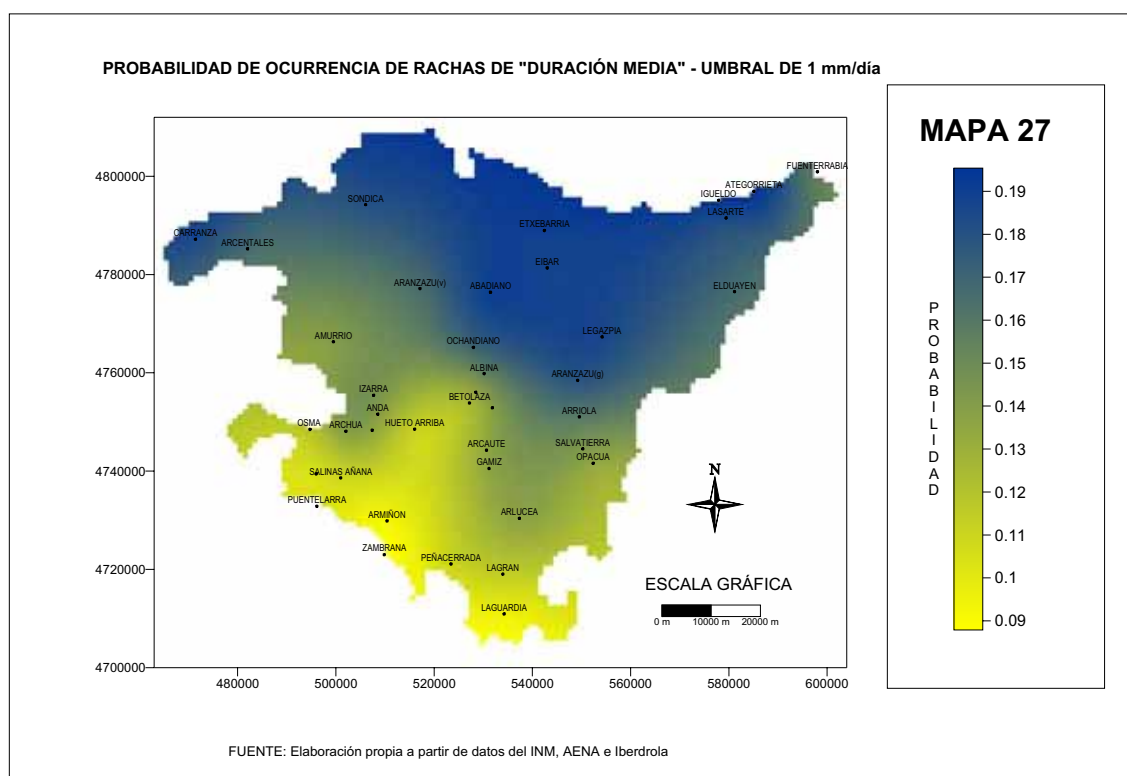 PROBABILIDAD DE OCURRENCIA DE RACHAS DE "DURACIÓN MEDIA" - UMBRAL DE 1 mm/día
MAPA 27
PROBABILIDAD
0.19
0.18
0.17
0.16
0.15
0.14
0.13
0.12
0.11
0.1
0.09
4800000
4780000
4760000
4740000
4720000
4700000
480000
500000
520000
540000
560000
580000
600000
FUENTERRABIA
ATEGORRIETA
IGUELDO
LASARTE
SONDICA
ETXEBARRIA
CARRANZA
ARCENTALES
EIBAR
ARANZAZU(v)
ABADIANO
ELDUAYEN
AMURRIO
OCHANDIANO
LEGAZPIA
ALBINA
ARANZAZU(g)
IZARRA
BETOLAZA
ANDA
ARRIOLA
OSMA
ARCHUA
HUETO ARRIBA
ARCAUTE
SALVATIERRA
GAMIZ
OPACUA
SALINAS AÑANA
PUENTELARRA
ARMIÑON
ARLUCEA
ZAMBRANA
PEÑACERRADA
LAGRAN
LAGUARDIA
N
ESCALA GRÁFICA
0 m
10000 m
20000 m
FUENTE: Elaboración propia a partir de datos del INM, AENA e Iberdrola